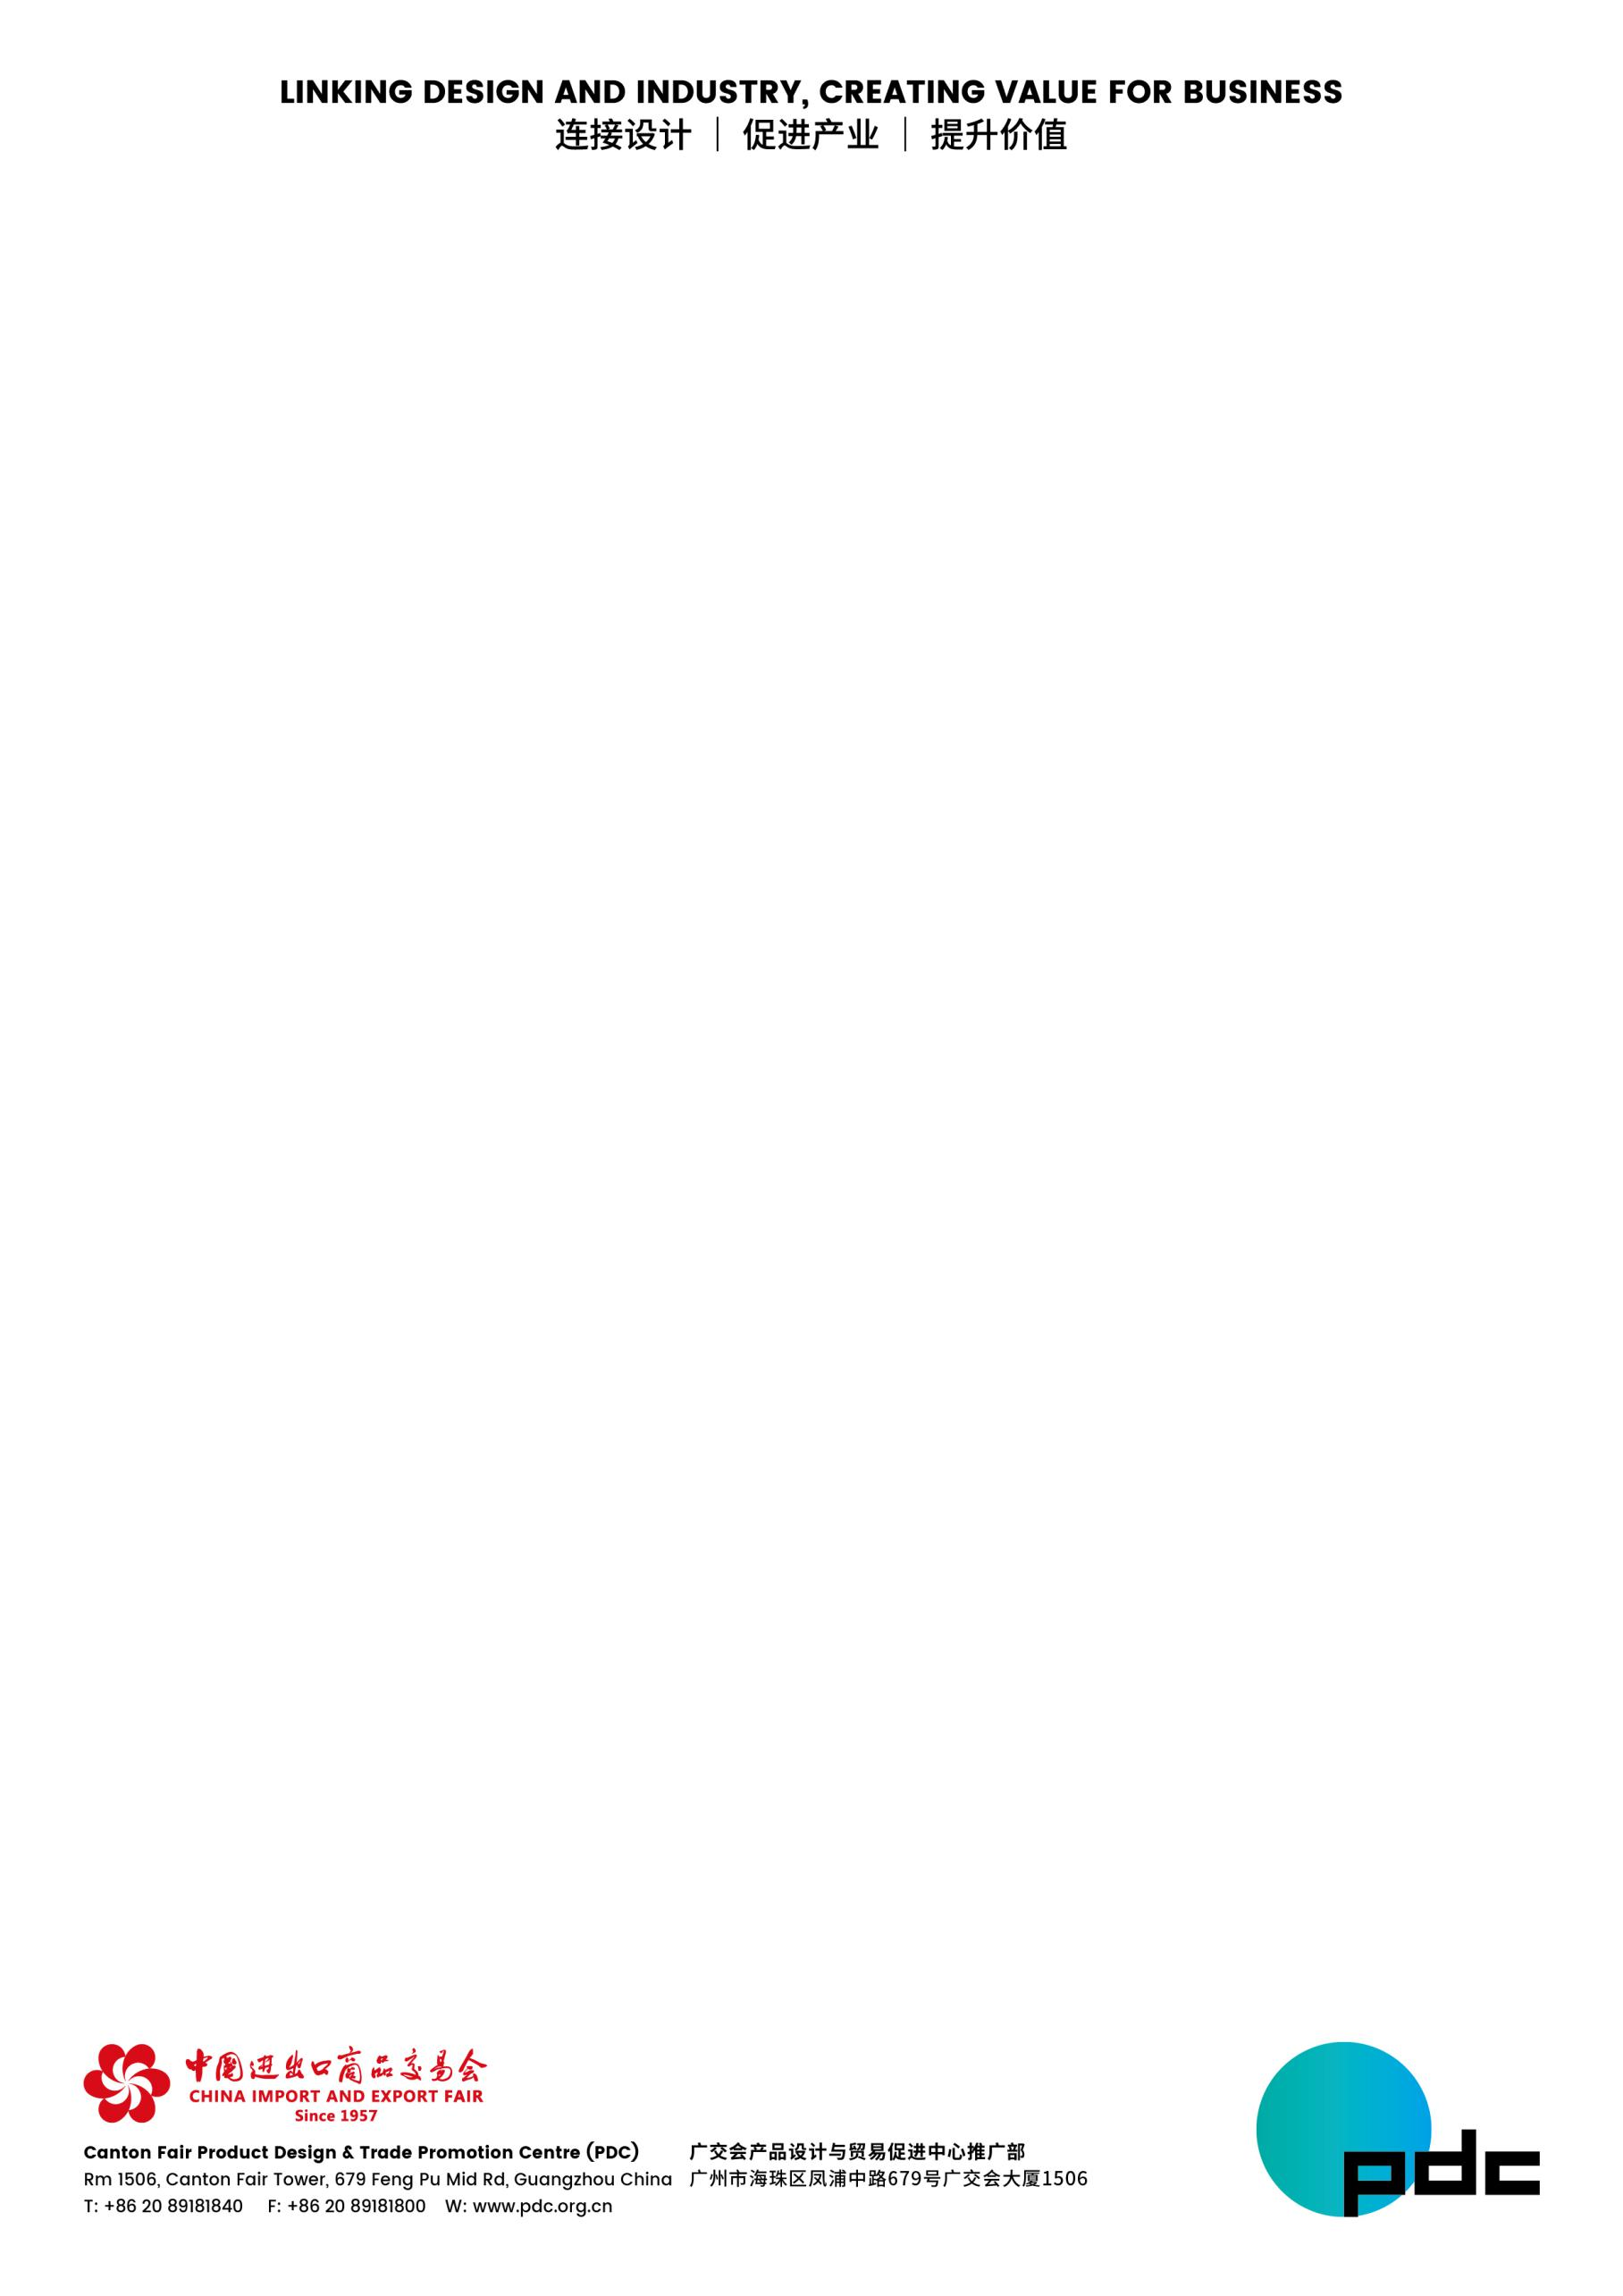 LINKING DESIGN AND INDUSTRY, CREATING VALUE FOR BUSINESS
连接设计｜促进产业｜提升价值
中国进出口商品交易会
CHINA IMPORT AND EXPORT FAIR
Since 1957
Canton Fair Product Design & Trade Promotion Centre (PDC) 广交会产品设计与贸易促进中心推广部
Rm 1506, Canton Fair Tower, 679 Feng Pu Mid Rd, Guangzhou China 广州市海珠区凤浦中路679号广交会大厦1506
T: +86 20 89181840 F: +86 20 89181800 W: www.pdc.org.cn
pdc